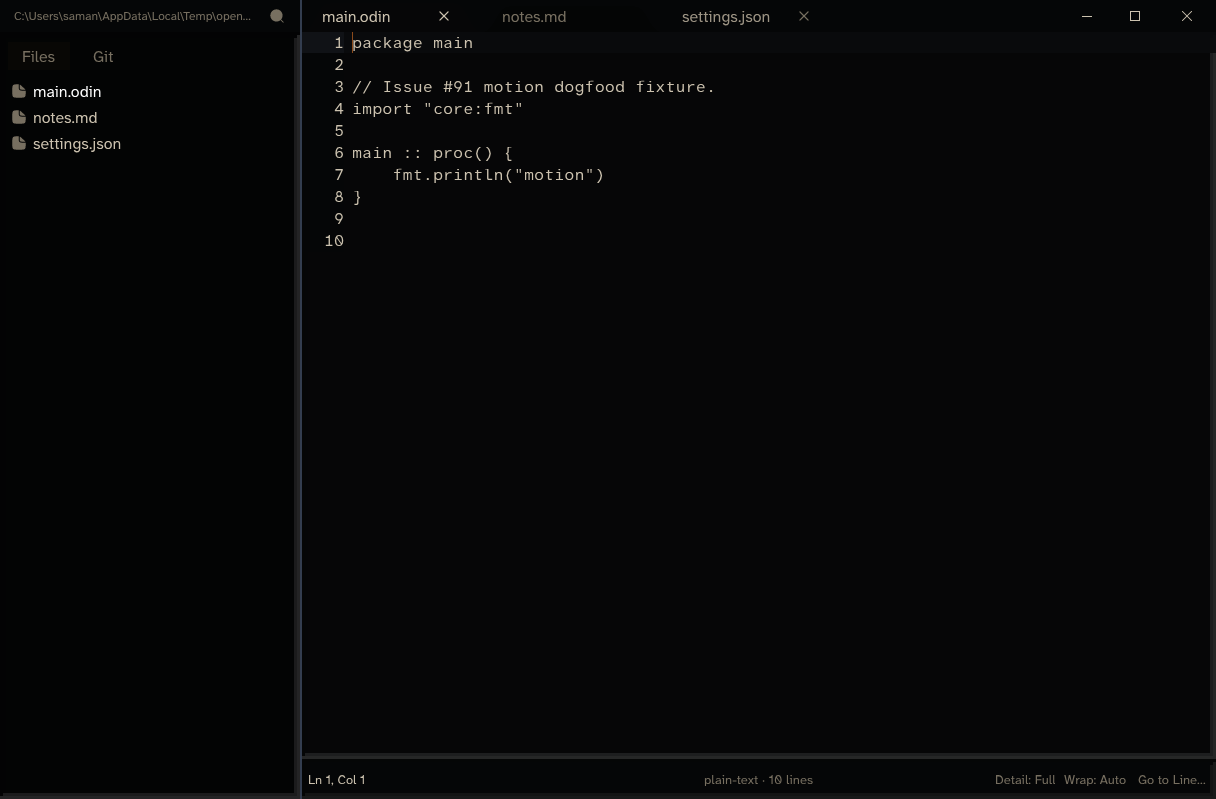 C:\Users\saman\AppData\Local\Temp\open...
main.odin
notes.md
settings.json
Files
Git
main.odin
notes.md
settings.json
1 package main
2
3 // Issue #91 motion dogfood fixture.
4 import "core:fmt"
5
6 main :: proc() {
7     fmt.println("motion")
8 }
9
10
Ln 1, Col 1
plain-text · 10 lines
Detail: Full
Wrap: Auto
Go to Line...